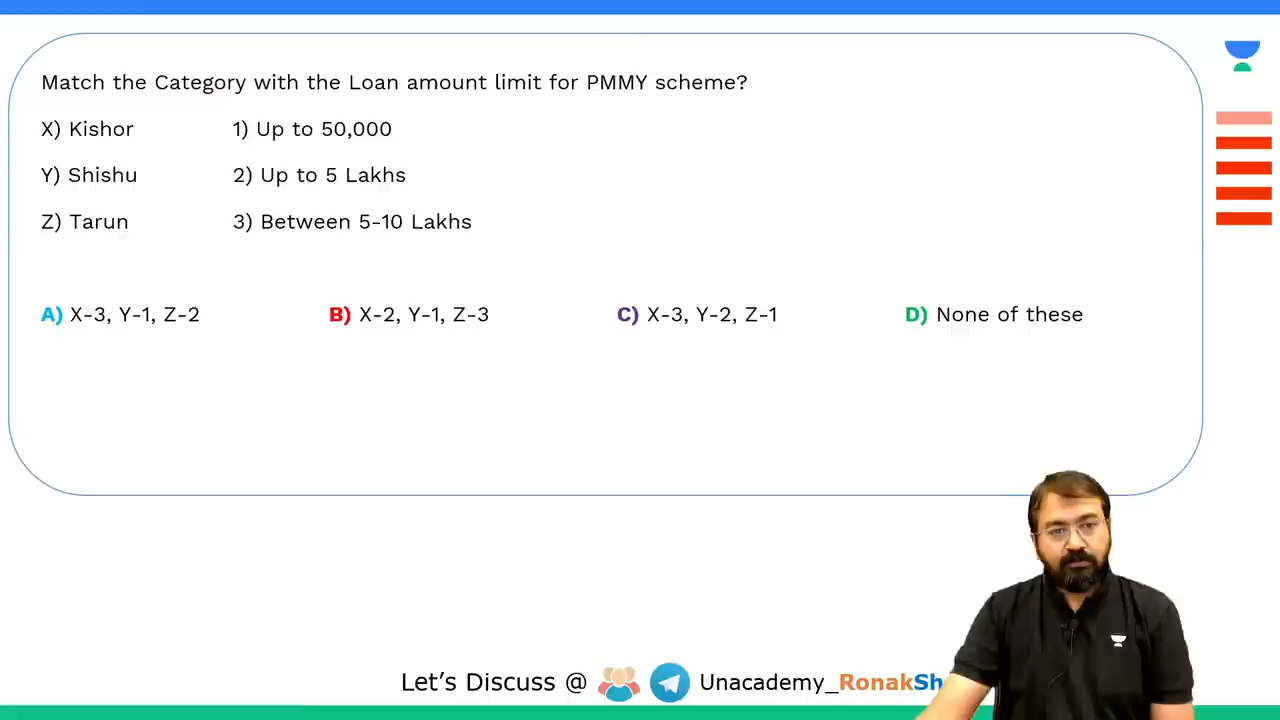 Match the Category with the Loan amount limit for PMMY scheme?
X) Kishor 1) Up to 50,000
Y) Shishu 2) Up to 5 Lakhs
Z) Tarun 3) Between 5-10 Lakhs
A) X-3, Y-1, Z-2 B) X-2, Y-1, Z-3 C) X-3, Y-2, Z-1 D) None of these
Let's Discuss @ Unacademy_RonakSh